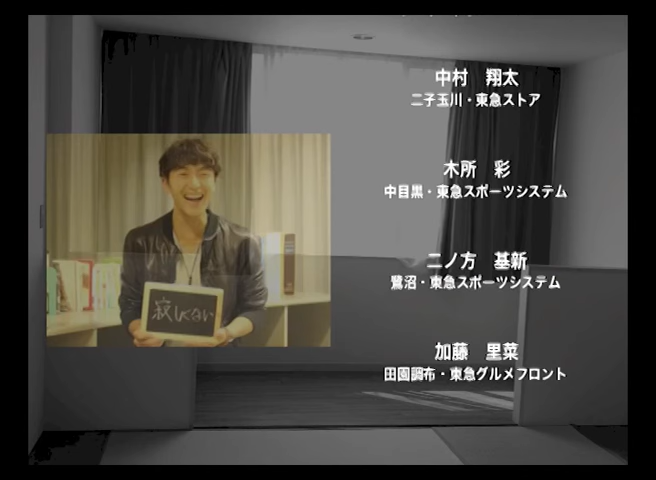 中村 翔太
二子玉川・東急ストア
木所 彩
中目黒・東急スポーツシステム
二ノ方 基新
鷺沼・東急スポーツシステム
加藤 里菜
田園調布・東急グルメフロント
寂しくない